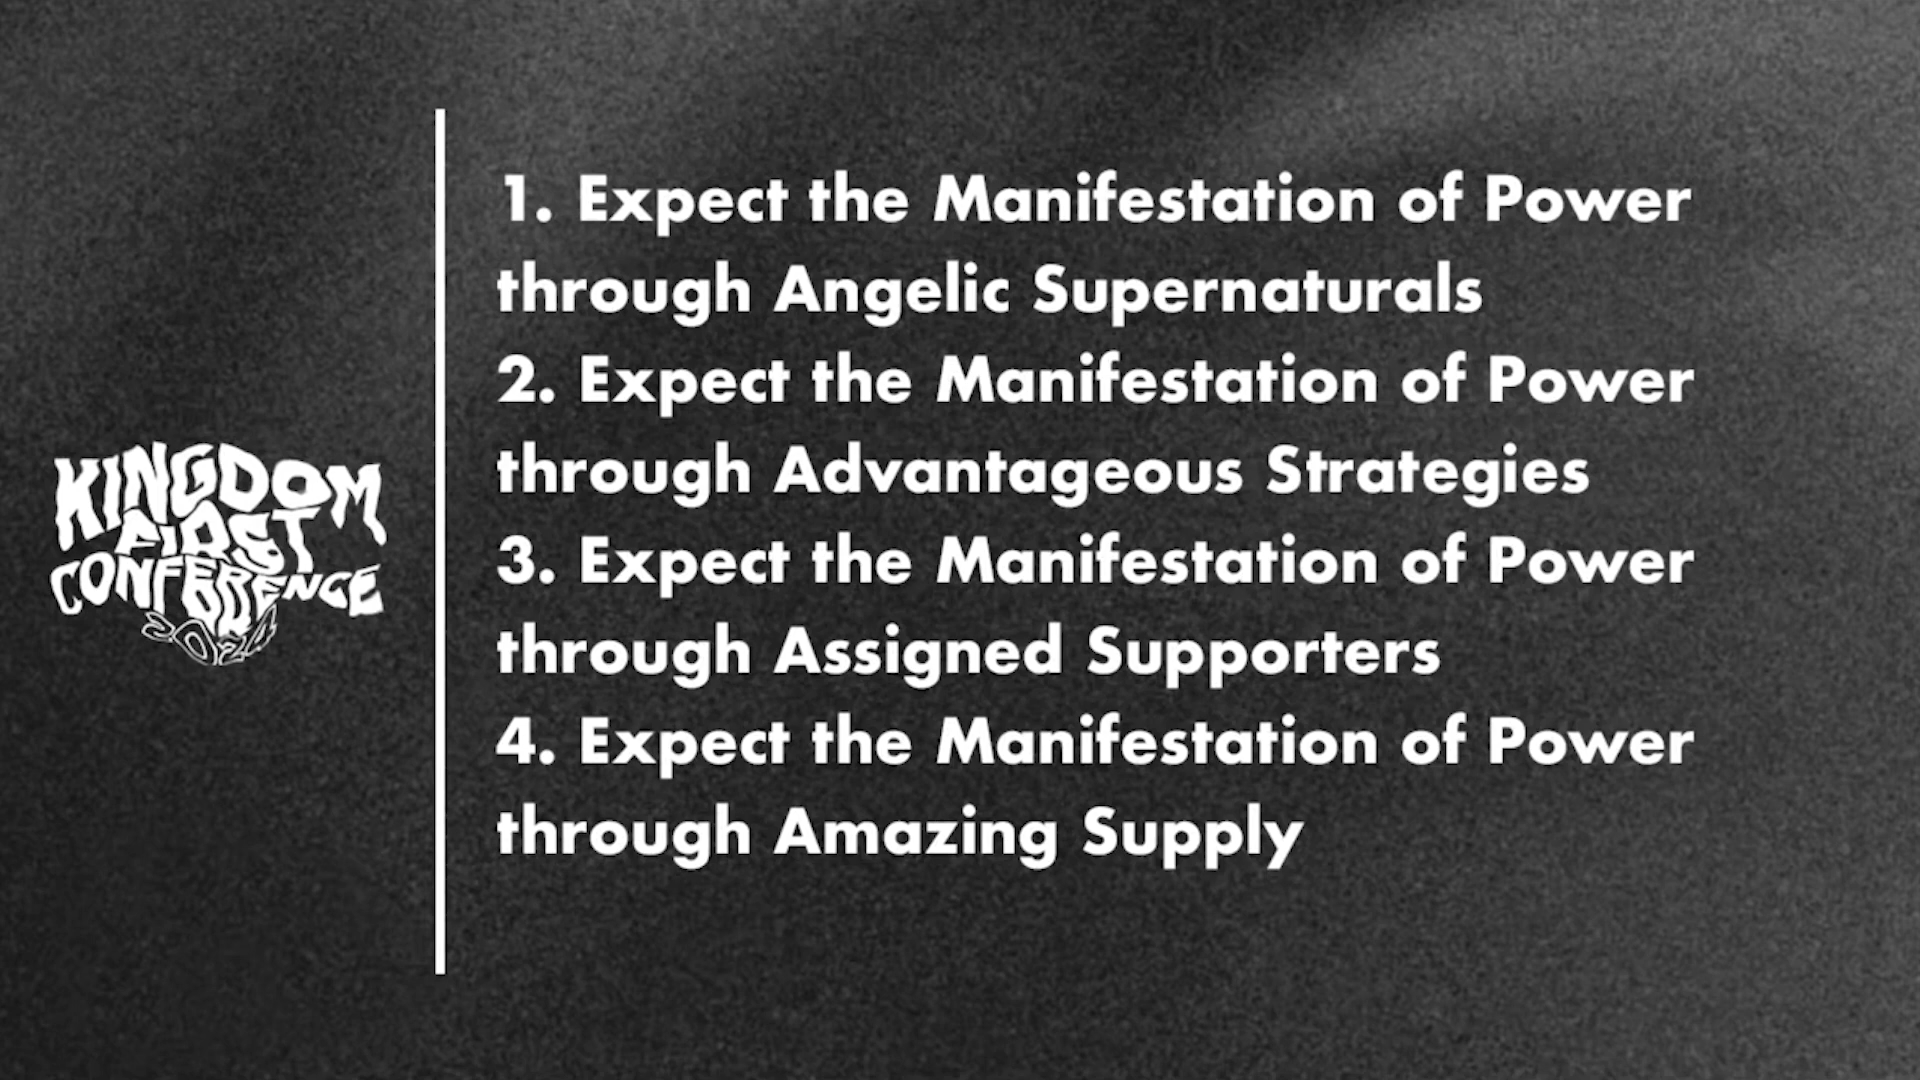 KINGDOM
FIRST
CONFERENCE
2024
1. Expect the Manifestation of Power
through Angelic Supernaturals
2. Expect the Manifestation of Power
through Advantageous Strategies
3. Expect the Manifestation of Power
through Assigned Supporters
4. Expect the Manifestation of Power
through Amazing Supply